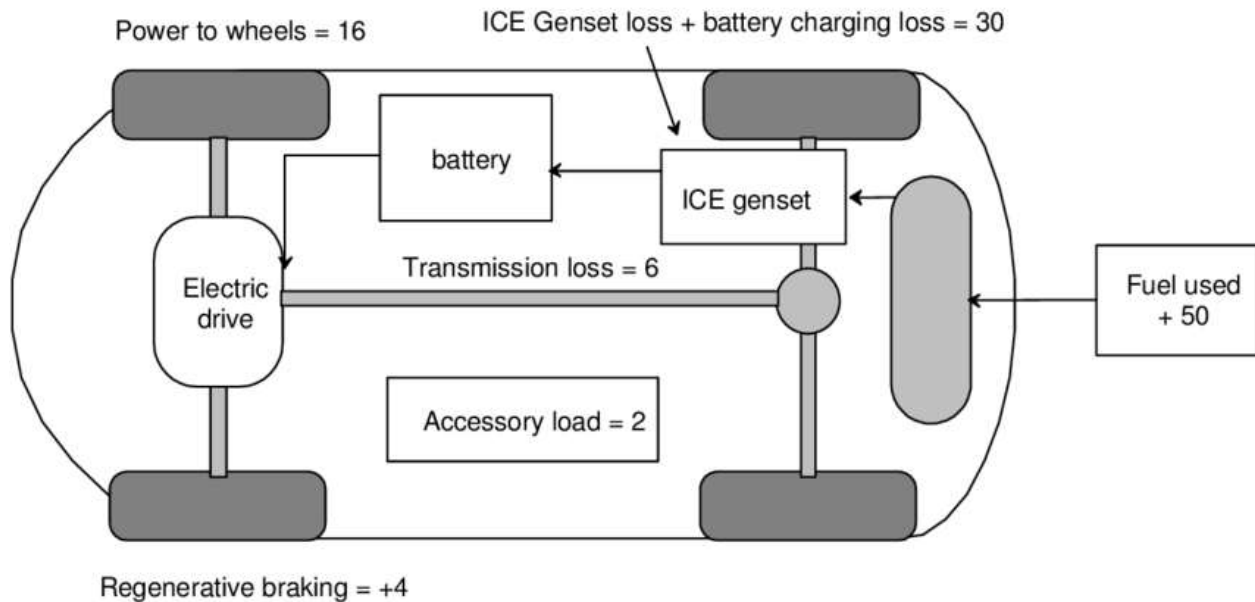 Power to wheels = 16
ICE Genset loss + battery charging loss = 30
battery
ICE genset
Transmission loss = 6
Electric
drive
Fuel used
+ 50
Accessory load = 2
Regenerative braking = +4